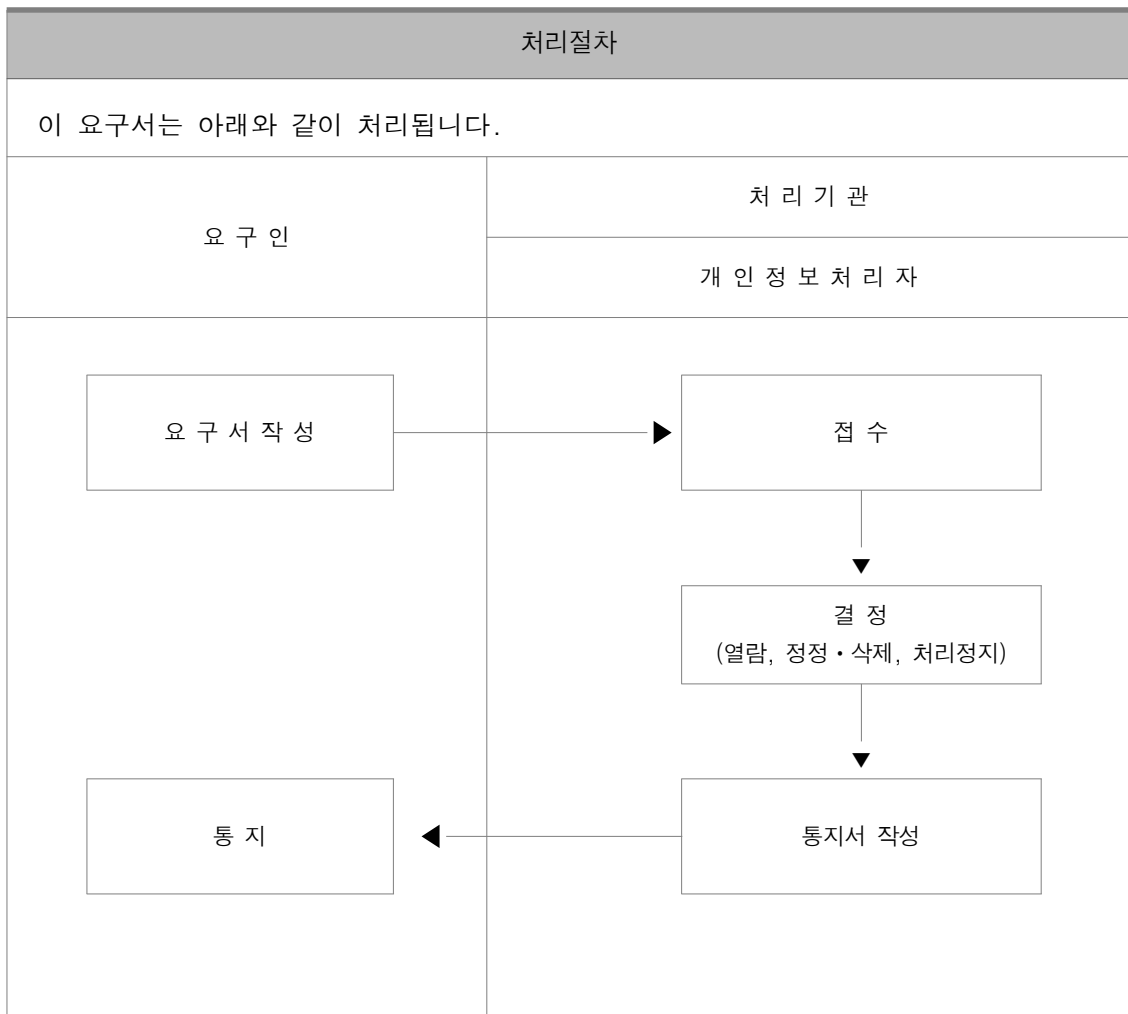 처리절차
이 요구서는 아래와 같이 처리됩니다.
요 구 인
처 리 기 관
개 인 정 보 처 리 자
요 구 서 작 성
접 수
결 정
(열람, 정정・삭제, 처리정지)
통 지
통지서 작성